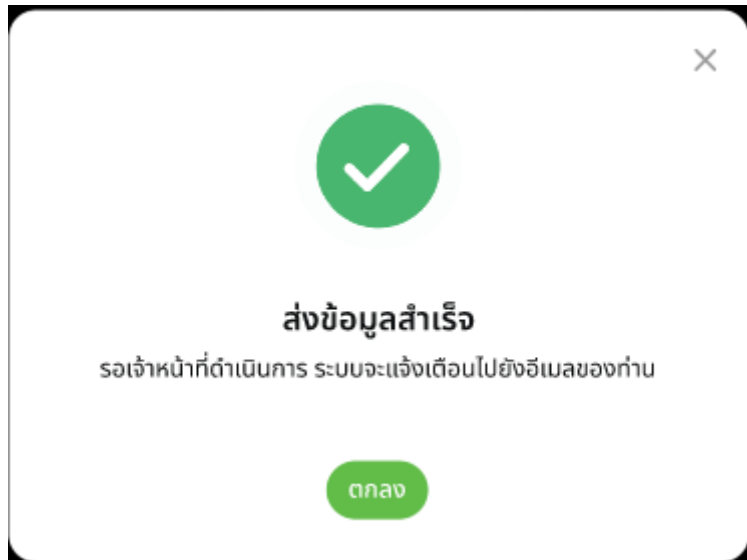 ส่งข้อมูลสำเร็จ
รอเจ้าหน้าที่ดำเนินการ ระบบจะแจ้งเตือนไปยังอีเมลของท่าน
ตกลง